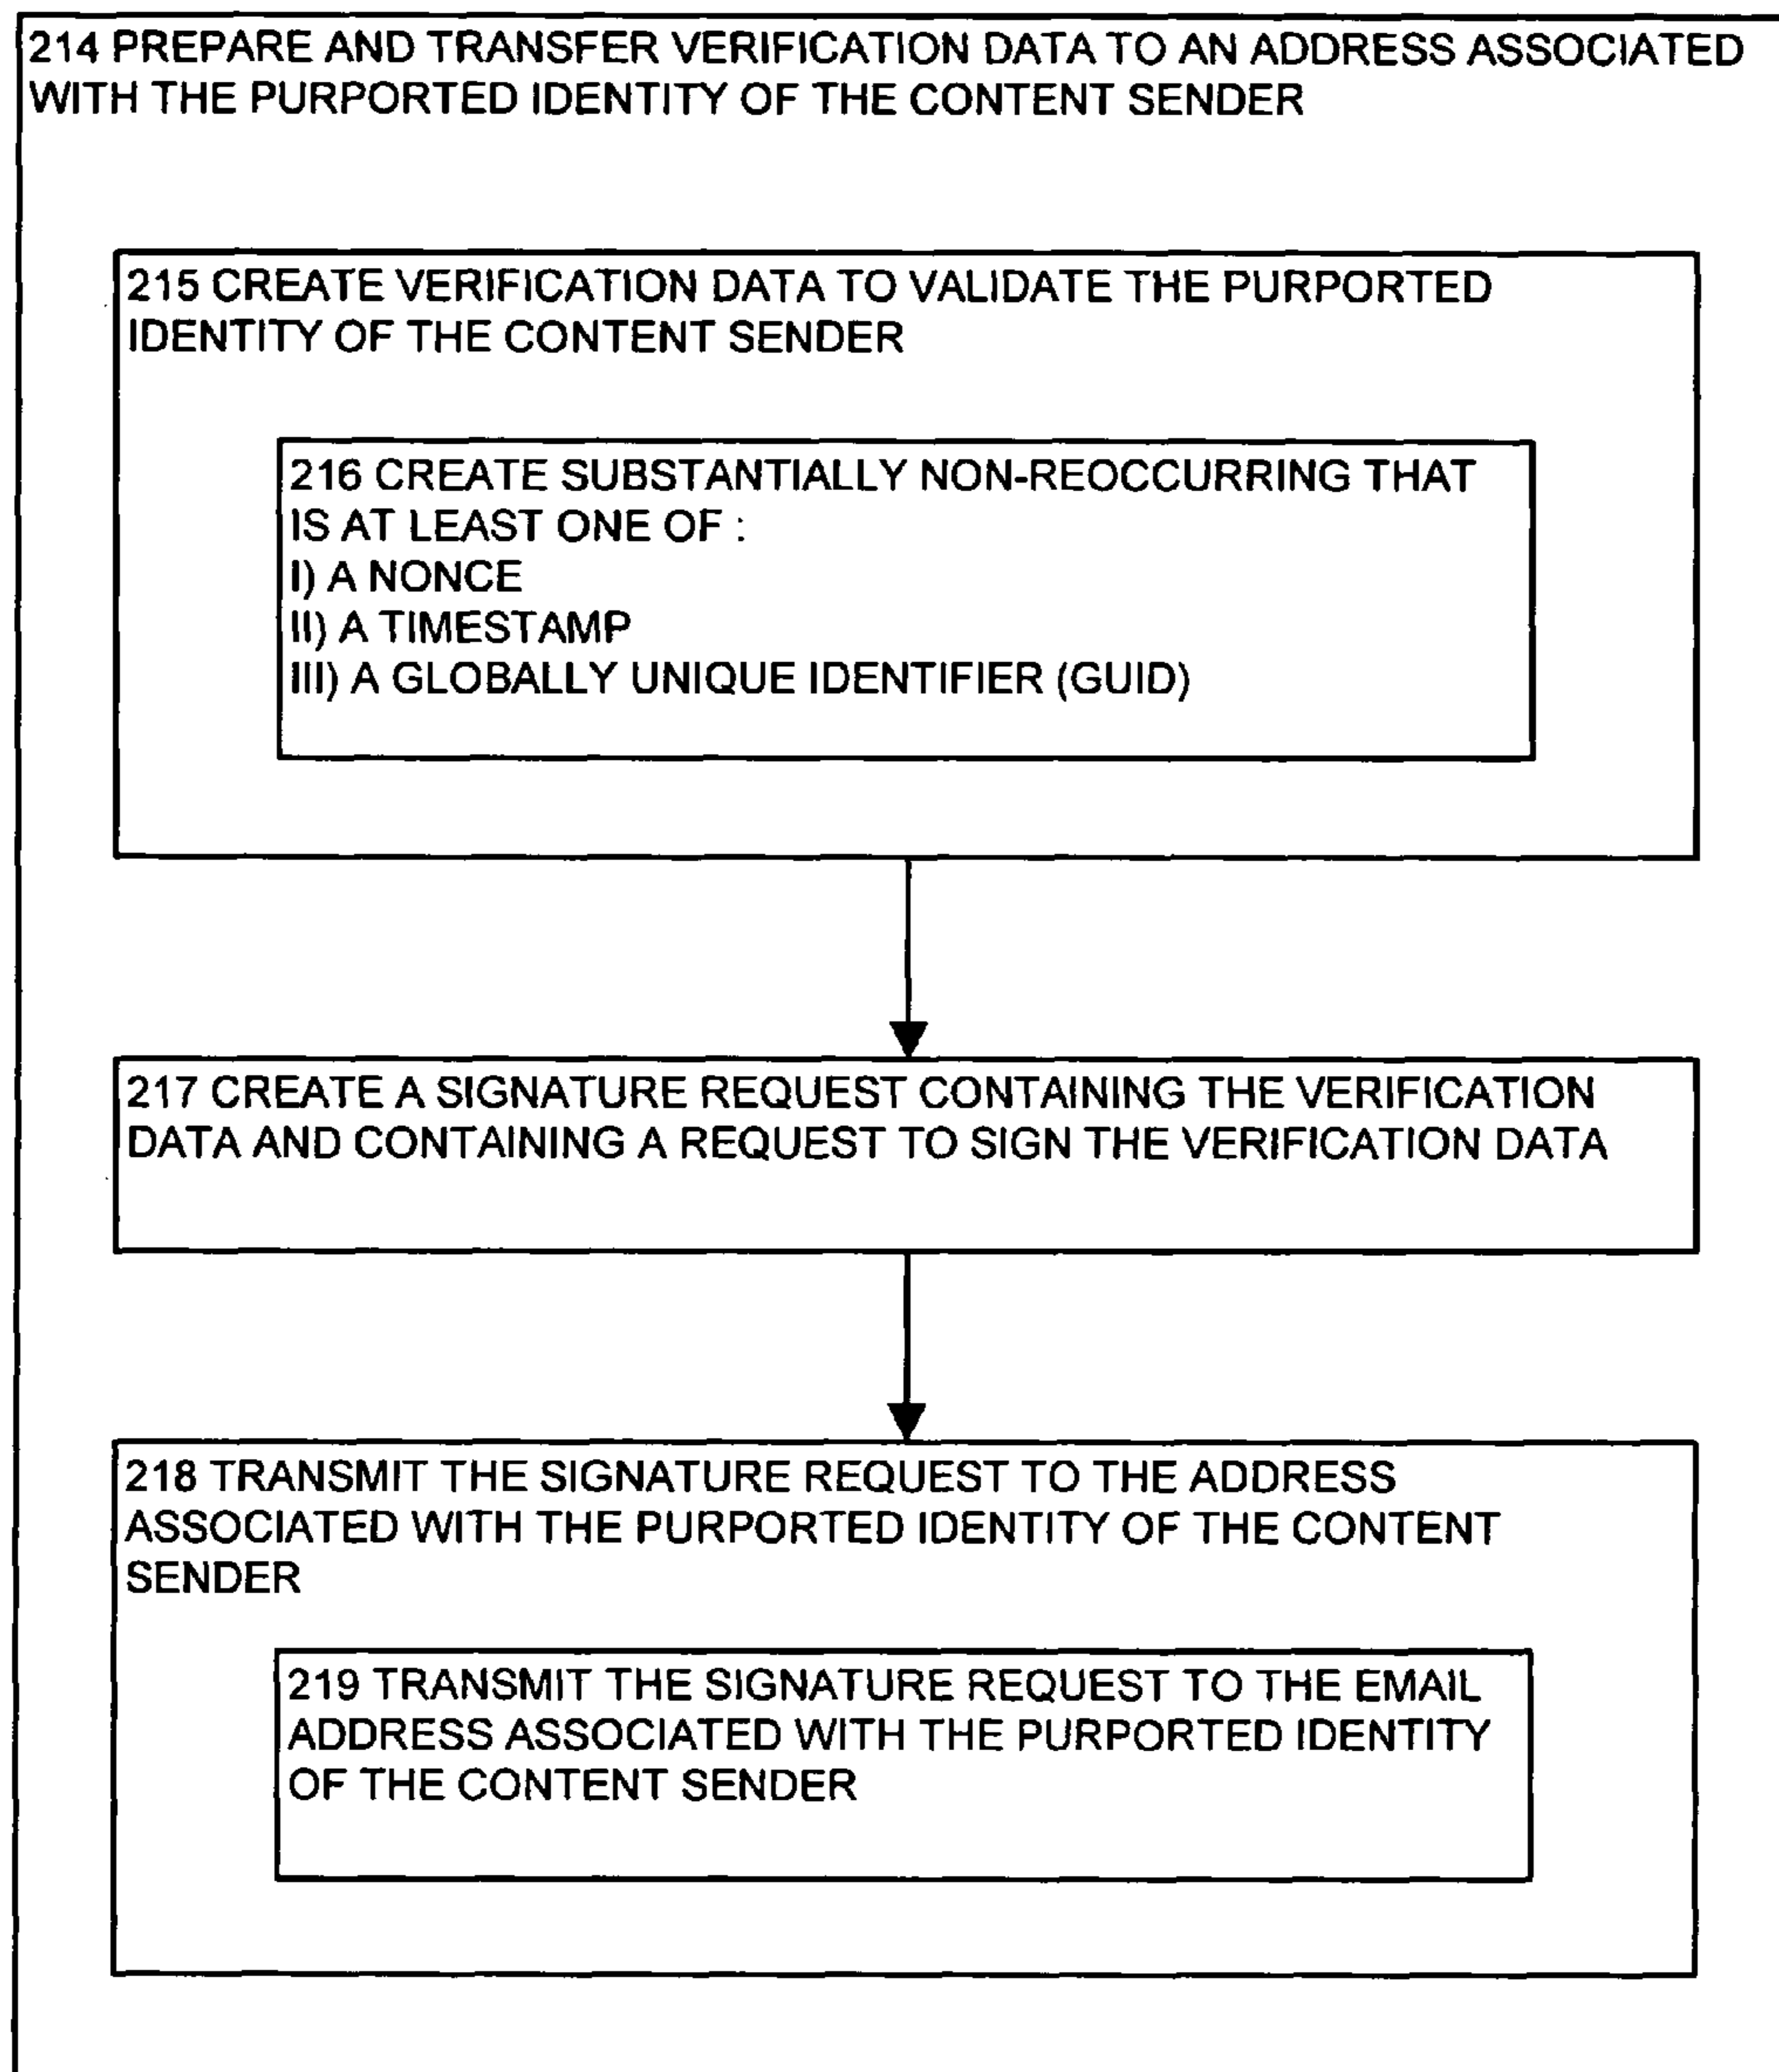 214 PREPARE AND TRANSFER VERIFICATION DATA TO AN ADDRESS ASSOCIATED
WITH THE PURPORTED IDENTITY OF THE CONTENT SENDER
215 CREATE VERIFICATION DATA TO VALIDATE THE PURPORTED
IDENTITY OF THE CONTENT SENDER
216 CREATE SUBSTANTIALLY NON-REOCCURRING THAT
IS AT LEAST ONE OF :
I) A NONCE
II) A TIMESTAMP
III) A GLOBALLY UNIQUE IDENTIFIER (GUID)
217 CREATE A SIGNATURE REQUEST CONTAINING THE VERIFICATION
DATA AND CONTAINING A REQUEST TO SIGN THE VERIFICATION DATA
218 TRANSMIT THE SIGNATURE REQUEST TO THE ADDRESS
ASSOCIATED WITH THE PURPORTED IDENTITY OF THE CONTENT
SENDER
219 TRANSMIT THE SIGNATURE REQUEST TO THE EMAIL
ADDRESS ASSOCIATED WITH THE PURPORTED IDENTITY
OF THE CONTENT SENDER